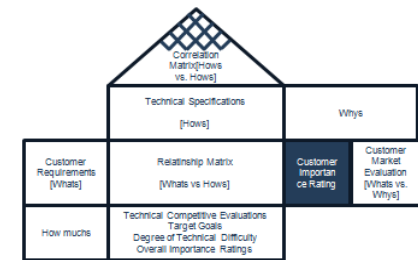 Correlation
Matrix[Hows
vs. Hows]
Technical Specifications
[Hows]
Whys
Customer
Requirements
[Whats]
Relatinship Matrix
[Whats vs Hows]
Customer
Importan
ce Rating
Customer
Market
Evaluation
[Whats vs.
Whys]
How muchs
Technical Competitive Evaluations
Target Goals
Degree of Technical Difficulty
Overall Importance Ratings